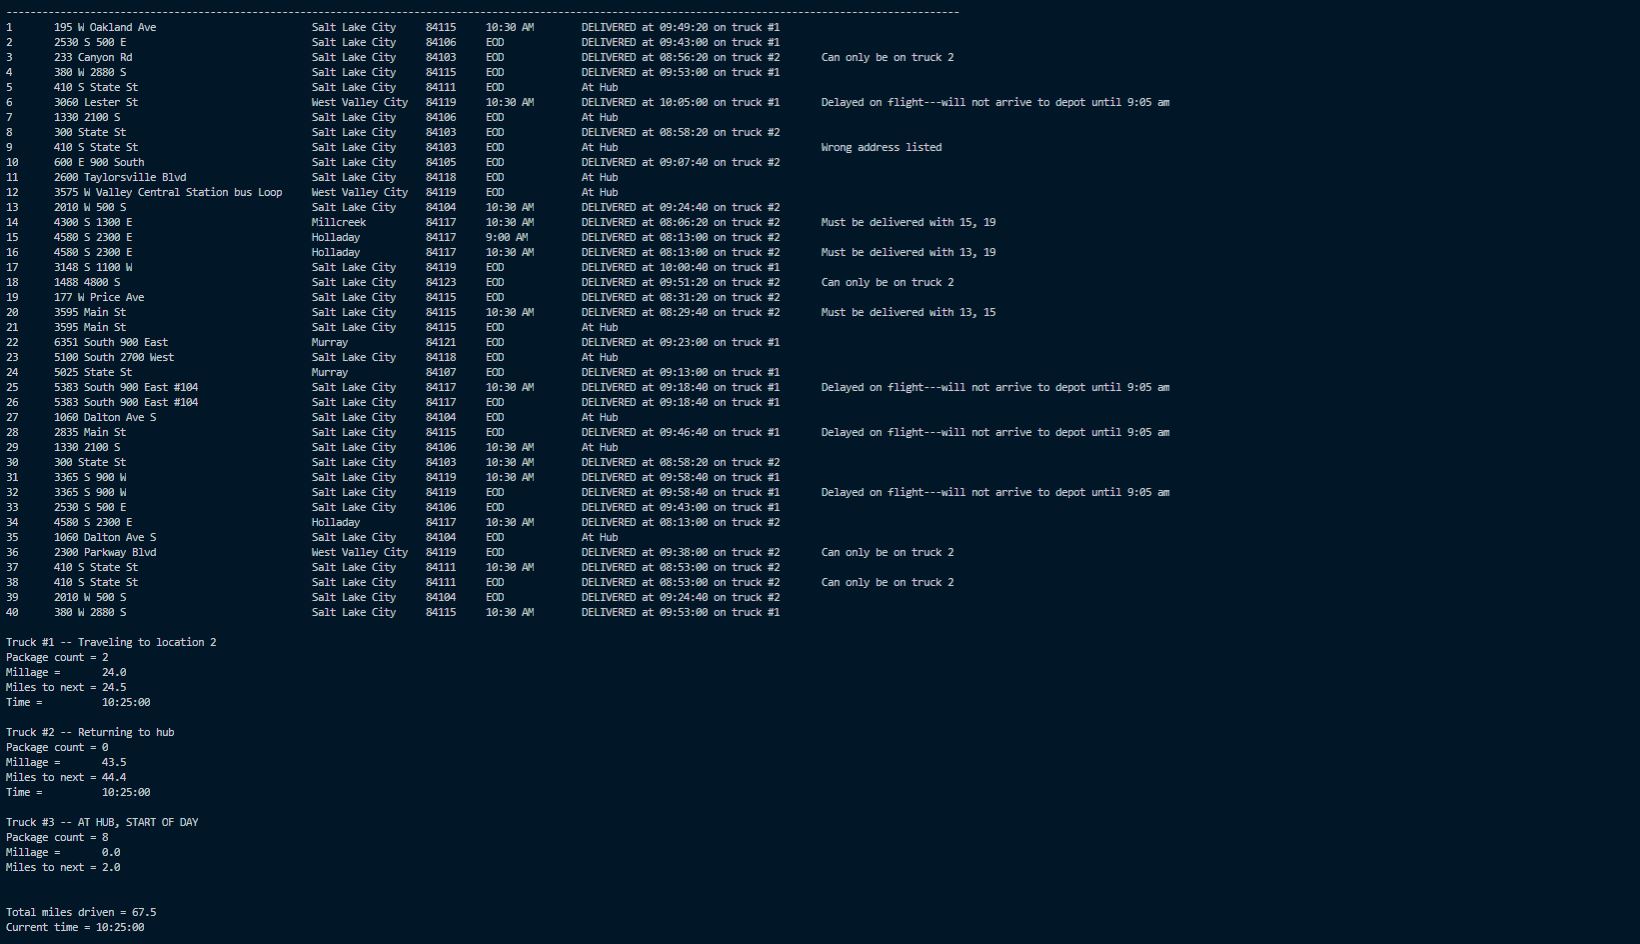 --------------------------------------------------------------------------------------------------------------------------------------------------------------
1 195 W Oakland Ave Salt Lake City 84115 10:30 AM DELIVERED at 09:49:20 on truck #1
2 2530 S 500 E Salt Lake City 84106 EOD DELIVERED at 09:43:00 on truck #1
3 233 Canyon Rd Salt Lake City 84103 EOD DELIVERED at 08:56:20 on truck #2 Can only be on truck 2
4 380 W 2880 S Salt Lake City 84115 EOD DELIVERED at 09:53:00 on truck #1
5 410 S State St Salt Lake City 84111 EOD At Hub
6 3060 Lester St West Valley City 84119 10:30 AM DELIVERED at 10:05:00 on truck #1 Delayed on flight---will not arrive to depot until 9:05 am
7 1330 2100 S Salt Lake City 84106 EOD At Hub
8 300 State St Salt Lake City 84103 EOD DELIVERED at 08:58:20 on truck #2
9 410 S State St Salt Lake City 84103 EOD At Hub Wrong address listed
10 600 E 900 South Salt Lake City 84105 EOD DELIVERED at 09:07:40 on truck #2
11 2600 Taylorsville Blvd Salt Lake City 84118 EOD At Hub
12 3575 W Valley Central Station bus Loop West Valley City 84119 EOD At Hub
13 2010 W 500 S Salt Lake City 84104 10:30 AM DELIVERED at 09:24:40 on truck #2
14 4300 S 1300 E Millcreek 84117 10:30 AM DELIVERED at 08:06:20 on truck #2 Must be delivered with 15, 19
15 4580 S 2300 E Holladay 84117 9:00 AM DELIVERED at 08:13:00 on truck #2
16 4580 S 2300 E Holladay 84117 10:30 AM DELIVERED at 08:13:00 on truck #2 Must be delivered with 13, 19
17 3148 S 1100 W Salt Lake City 84119 EOD DELIVERED at 10:00:40 on truck #1
18 1488 4800 S Salt Lake City 84123 EOD DELIVERED at 09:51:20 on truck #2 Can only be on truck 2
19 177 W Price Ave Salt Lake City 84115 EOD DELIVERED at 08:31:20 on truck #2
20 3595 Main St Salt Lake City 84115 10:30 AM DELIVERED at 08:29:40 on truck #2 Must be delivered with 13, 15
21 3595 Main St Salt Lake City 84115 EOD At Hub
22 6351 South 900 East Murray 84121 EOD DELIVERED at 09:23:00 on truck #1
23 5100 South 2700 West Salt Lake City 84118 EOD At Hub
24 5025 State St Murray 84107 EOD DELIVERED at 09:13:00 on truck #1
25 5383 South 900 East #104 Salt Lake City 84117 10:30 AM DELIVERED at 09:18:40 on truck #1 Delayed on flight---will not arrive to depot until 9:05 am
26 5383 South 900 East #104 Salt Lake City 84117 EOD DELIVERED at 09:18:40 on truck #1
27 1060 Dalton Ave S Salt Lake City 84104 EOD At Hub
28 2835 Main St Salt Lake City 84115 EOD DELIVERED at 09:46:40 on truck #1 Delayed on flight---will not arrive to depot until 9:05 am
29 1330 2100 S Salt Lake City 84106 10:30 AM At Hub
30 300 State St Salt Lake City 84103 10:30 AM DELIVERED at 08:58:20 on truck #2
31 3365 S 900 W Salt Lake City 84119 10:30 AM DELIVERED at 09:58:40 on truck #1
32 3365 S 900 W Salt Lake City 84119 EOD DELIVERED at 09:58:40 on truck #1 Delayed on flight---will not arrive to depot until 9:05 am
33 2530 S 500 E Salt Lake City 84106 EOD DELIVERED at 09:43:00 on truck #1
34 4580 S 2300 E Holladay 84117 10:30 AM DELIVERED at 08:13:00 on truck #2
35 1060 Dalton Ave S Salt Lake City 84104 EOD At Hub
36 2300 Parkway Blvd West Valley City 84119 EOD DELIVERED at 09:38:00 on truck #2 Can only be on truck 2
37 410 S State St Salt Lake City 84111 10:30 AM DELIVERED at 08:53:00 on truck #2
38 410 S State St Salt Lake City 84111 EOD DELIVERED at 08:53:00 on truck #2 Can only be on truck 2
39 2010 W 500 S Salt Lake City 84104 EOD DELIVERED at 09:24:40 on truck #2
40 380 W 2880 S Salt Lake City 84115 10:30 AM DELIVERED at 09:53:00 on truck #1
Truck #1 -- Traveling to location 2
Package count = 2
Millage = 24.0
Miles to next = 24.5
Time = 10:25:00
Truck #2 -- Returning to hub
Package count = 0
Millage = 43.5
Miles to next = 44.4
Time = 10:25:00
Truck #3 -- AT HUB, START OF DAY
Package count = 8
Millage = 0.0
Miles to next = 2.0
Total miles driven = 67.5
Current time = 10:25:00